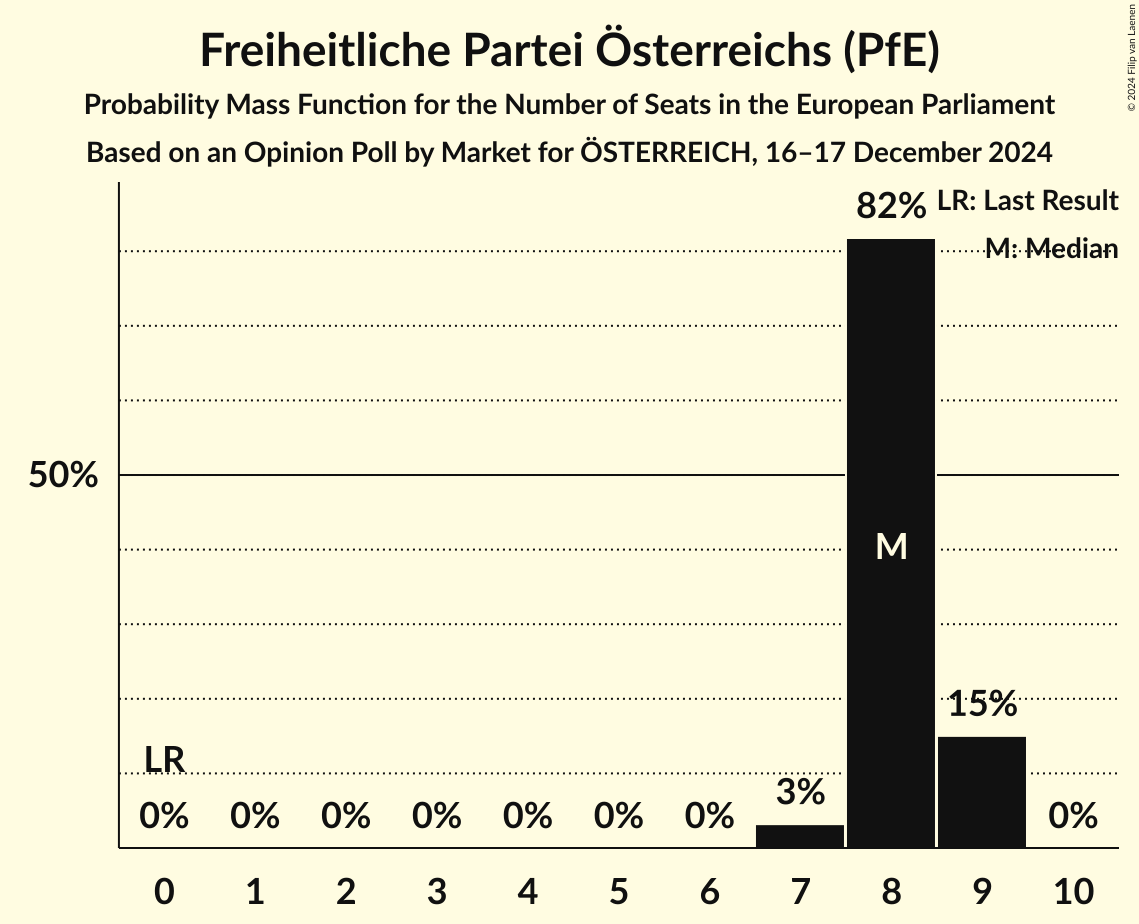 Freiheitliche Partei Österreichs (PfE)
Probability Mass Function for the Number of Seats in the European Parliament
Based on an Opinion Poll by Market for ÖSTERREICH, 16–17 December 2024
© 2024 Filip van Laenen
LR: Last Result
M: Median
82%
50%
M
15%
LR
3%
0% 0% 0% 0% 0% 0% 0% 0%
0 1 2 3 4 5 6 7 8 9 10